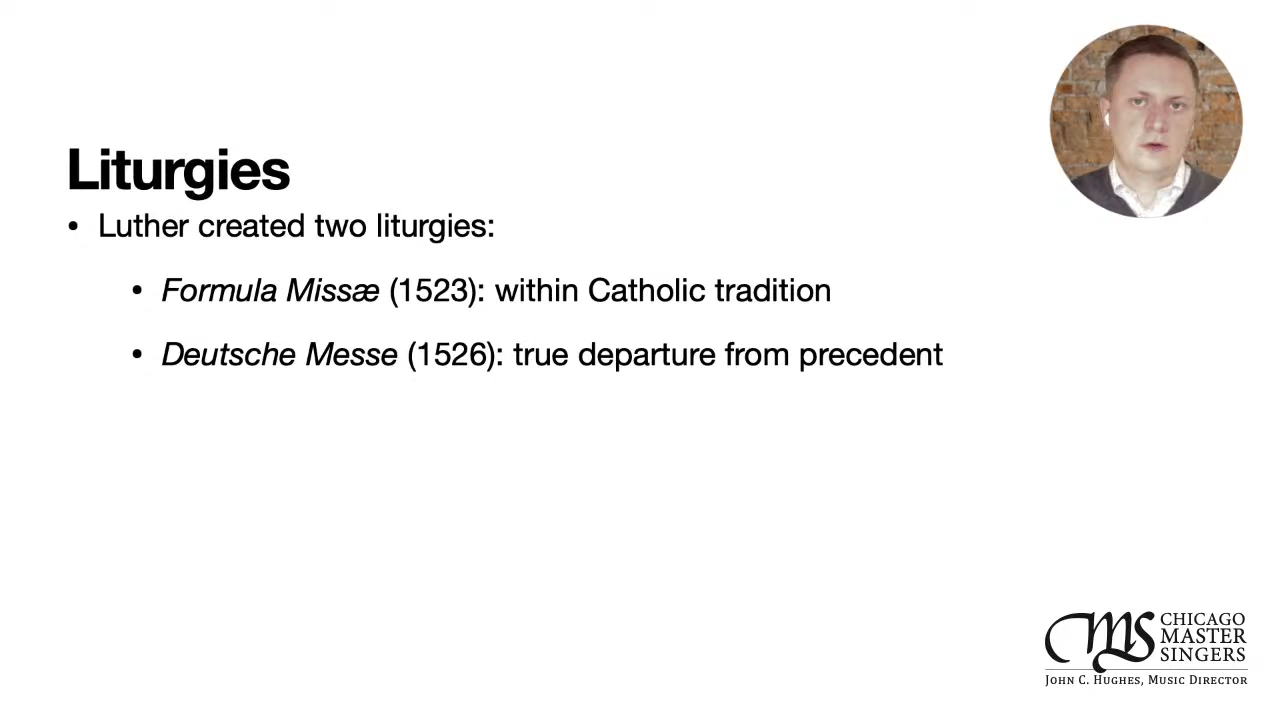 Liturgies
• Luther created two liturgies:
• Formula Missæ (1523): within Catholic tradition
• Deutsche Messe (1526): true departure from precedent
CMS
CHICAGO
MASTER
SINGERS
JOHN C. HUGHES, MUSIC DIRECTOR